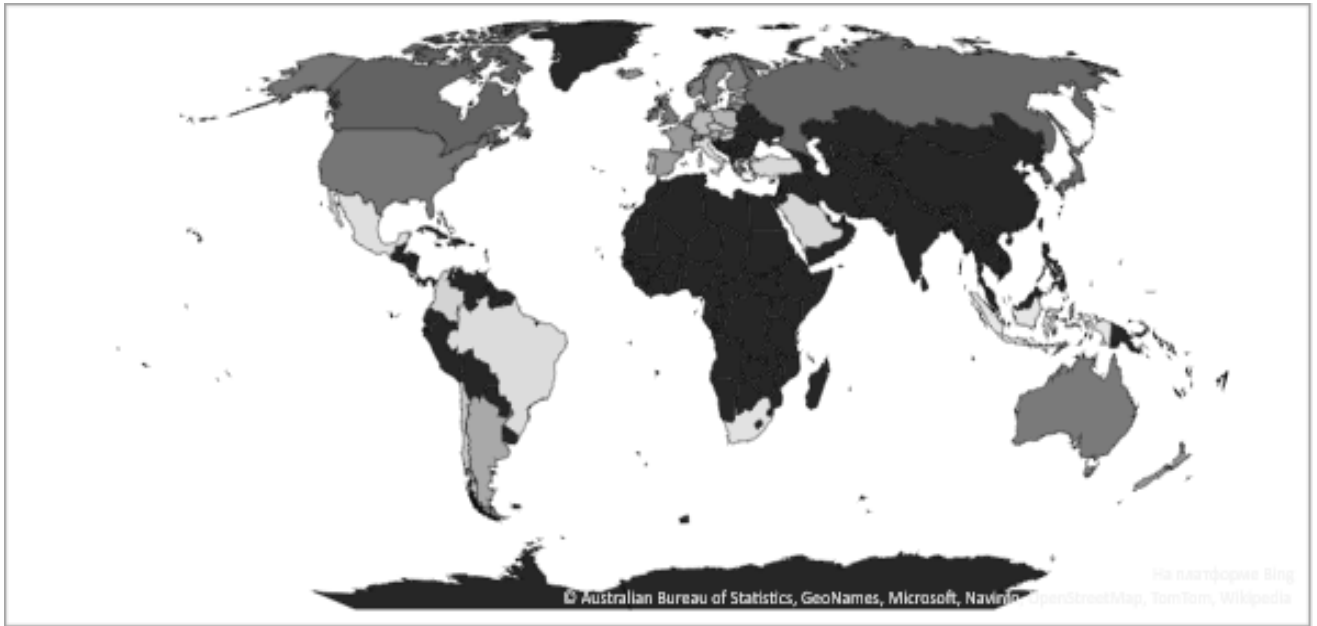 На платформе Bing
© Australian Bureau of Statistics, GeoNames, Microsoft, Navinfo, OpenStreetMap, TomTom, Wikipedia